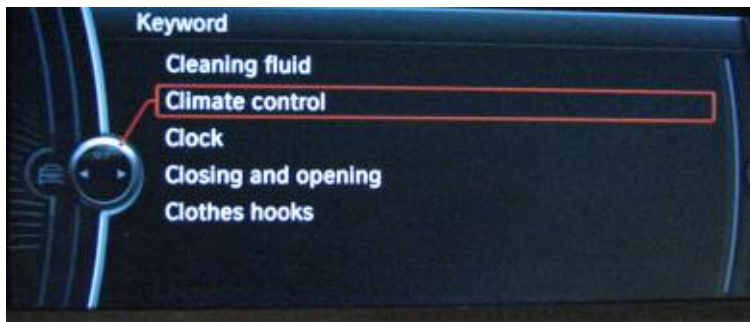 Keyword
Cleaning fluid
Climate control
Clock
Closing and opening
Clothes hooks